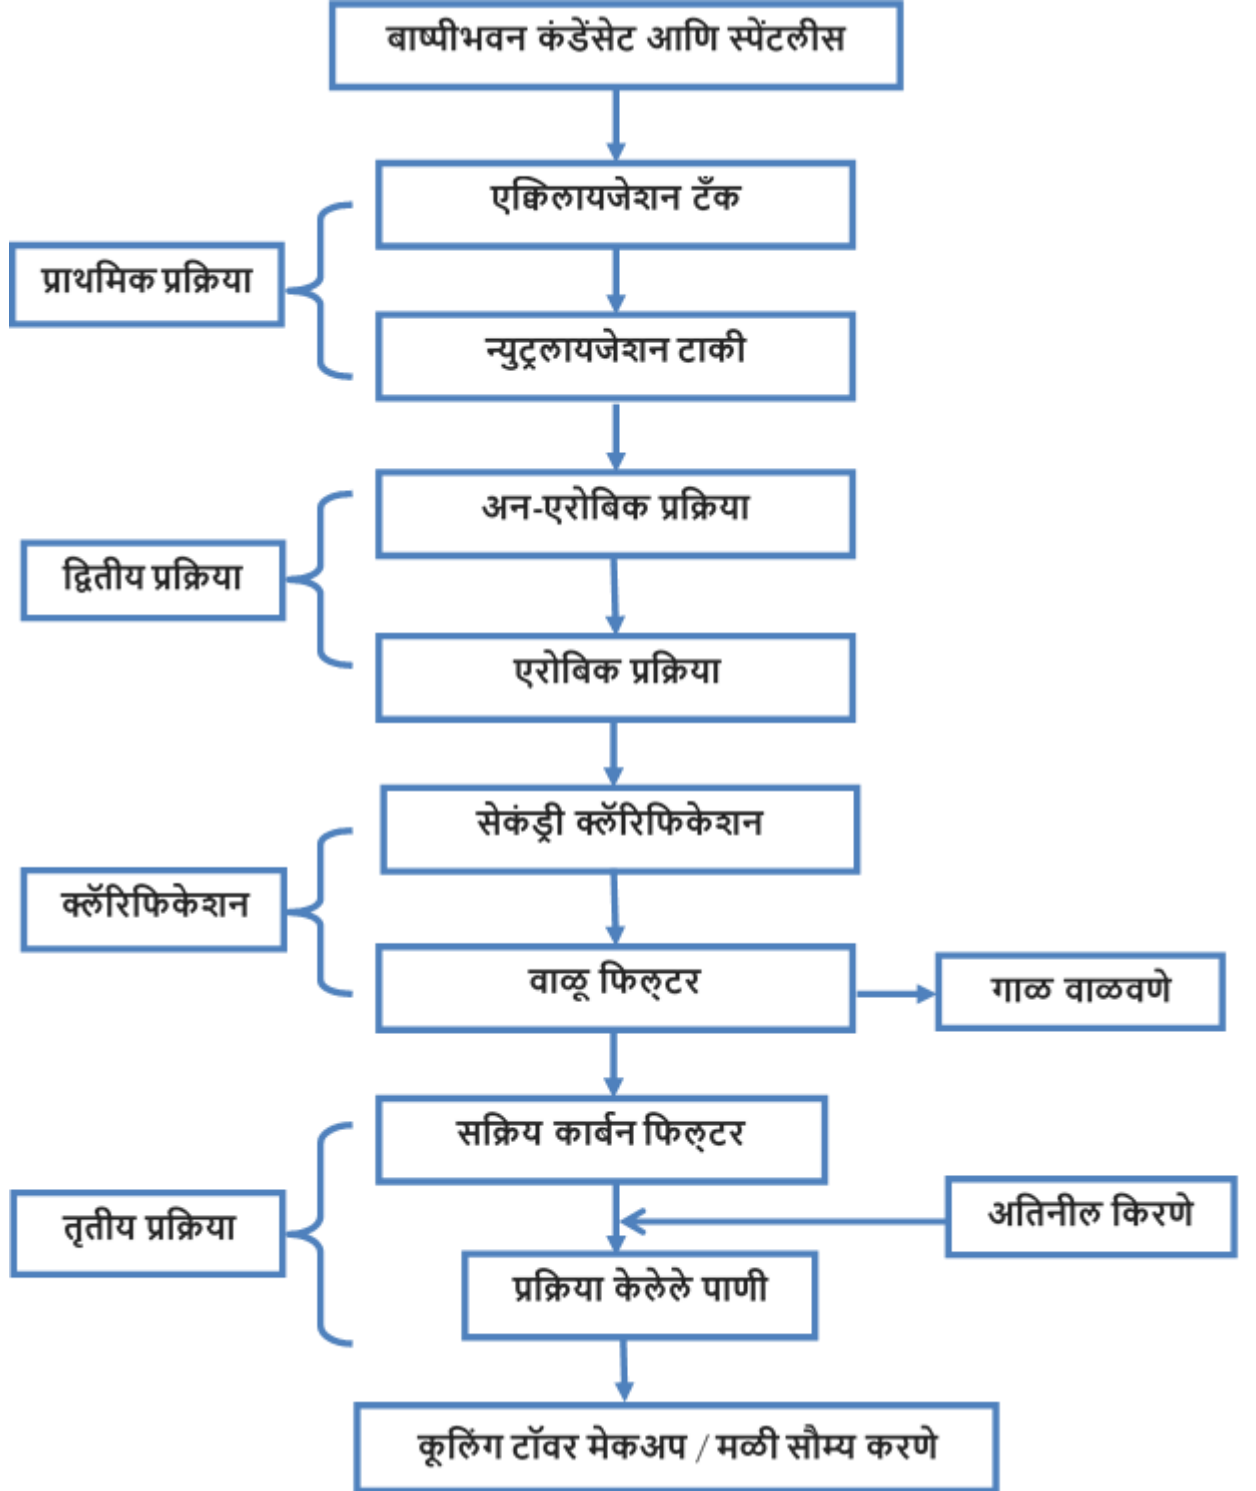 बाष्पीभवन कंडेंसेट आणि स्पेंटलीस
एक्विलायजेशन टँक
प्राथमिक प्रक्रिया
न्युट्रलायजेशन टाकी
अन-एरोबिक प्रक्रिया
द्वितीय प्रक्रिया
एरोबिक प्रक्रिया
सेकंड्री क्लॅरिफिकेशन
क्लॅरिफिकेशन
वाळू फिल्टर
गाळ वाळवणे
सक्रिय कार्बन फिल्टर
तृतीय प्रक्रिया
अतिनील किरणे
प्रक्रिया केलेले पाणी
कूलिंग टॉवर मेकअप / मळी सौम्य करणे